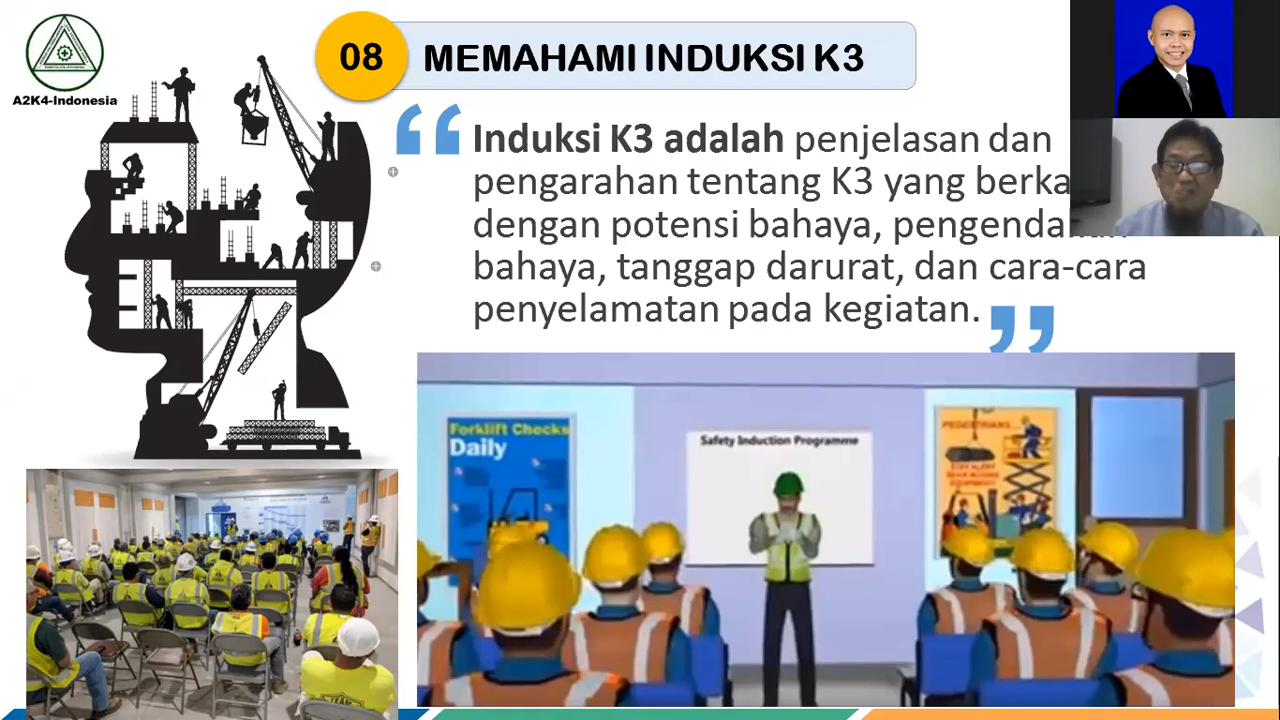 A2K4-Indonesia
08
MEMAHAMI INDUKSI K3
Induksi K3 adalah penjelasan dan
pengarahan tentang K3 yang
dengan potensi bahaya,
bahaya, tanggap darurat, dan cara-cara
penyelamatan pada kegiatan.
Forklift Checks
Daily
Safety Induction Programme
PEDESTRIANS...
TEAM